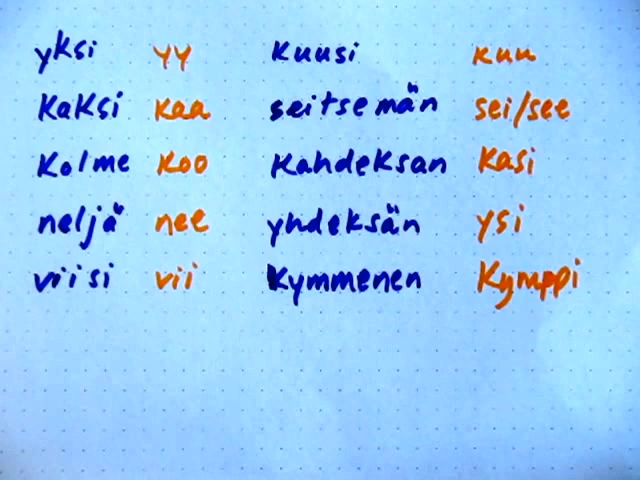 yksi yy kuusi kuu
kaksi kaa seitsemän sei/see
kolme koo kahdeksan kasi
neljä nee yhdeksän ysi
viisi vii kymmenen kymppi